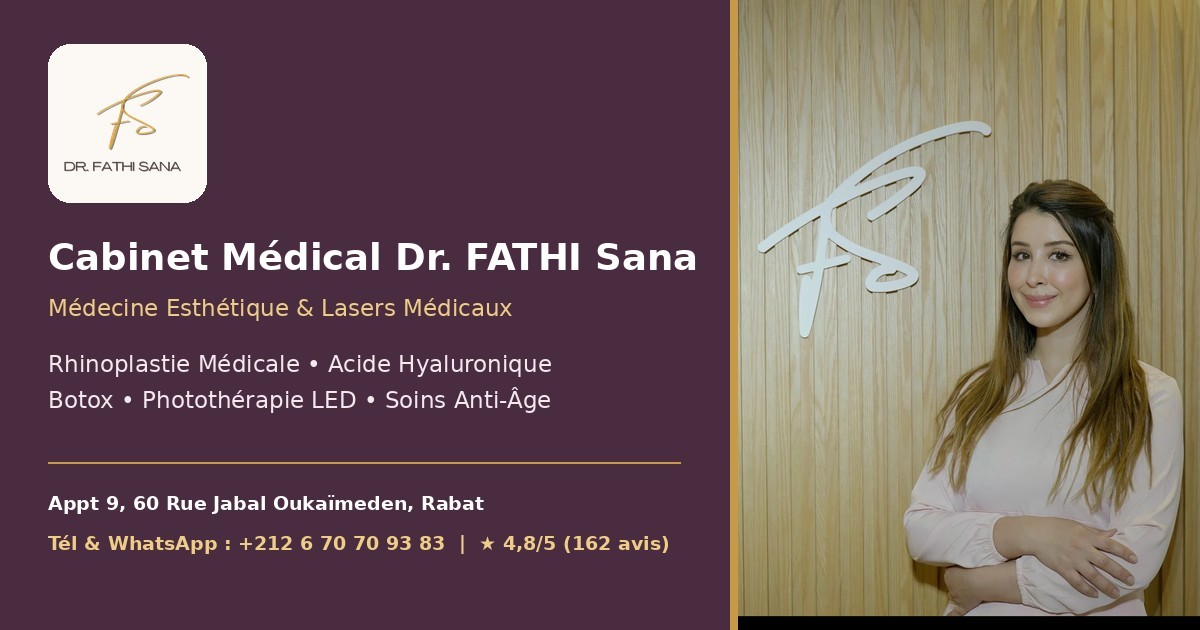 FS
DR. FATHI SANA
Cabinet Médical Dr. FATHI Sana
Médecine Esthétique & Lasers Médicaux
Rhinoplastie Médicale • Acide Hyaluronique
Botox • Photothérapie LED • Soins Anti-Âge
Appt 9, 60 Rue Jabal Oukaïmeden, Rabat
Tél & WhatsApp : +212 6 70 70 93 83 | ★ 4,8/5 (162 avis)
FS